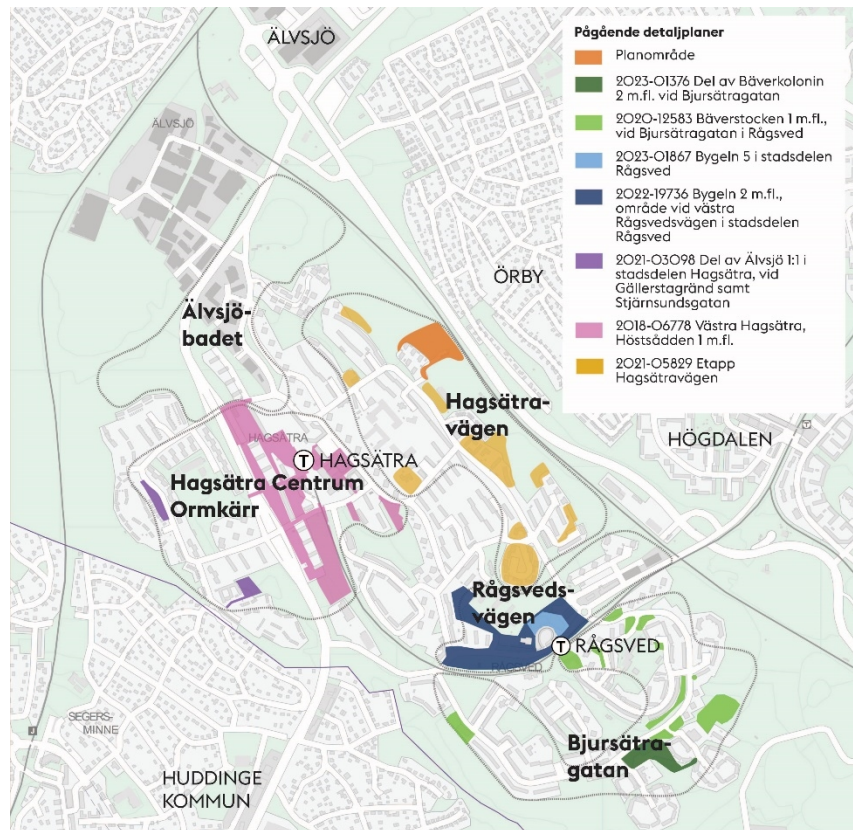 ÄLVSJÖ
ÄLVSJÖ
Pågående detaljplaner
Planområde
2023-01376 Del av Bäverkolonin
2 m.fl. vid Bjursätragatan
2020-12583 Bäverstocken 1 m.fl.,
vid Bjursätragatan i Rågsved
2023-01867 Bygeln 5 i stadsdelen
Rågsved
2022-19736 Bygeln 2 m.fl.,
område vid västra
Rågsvedsvägen i stadsdelen
Rågsved
2021-03098 Del av Älvsjö 1:1 i
stadsdelen Hagsätra, vid
Gällerstagränd samt
Stjärnsundsgatan
2018-06778 Västra Hagsätra,
Höstsådden 1 m.fl.
2021-05829 Etapp
Hagsätravägen
ÖRBY
Älvsjö-
badet
Hagsätra-
vägen
HÖGDALEN
T
HAGSÄTRA
T HAGSÄTRA
Hagsätra Centrum
Ormkärr
Rågsveds-
vägen
T RÅGSVED
RÅGSVED
SEGERS-
MINNE
J
Bjursätra-
gatan
HUDDINGE
KOMMUN